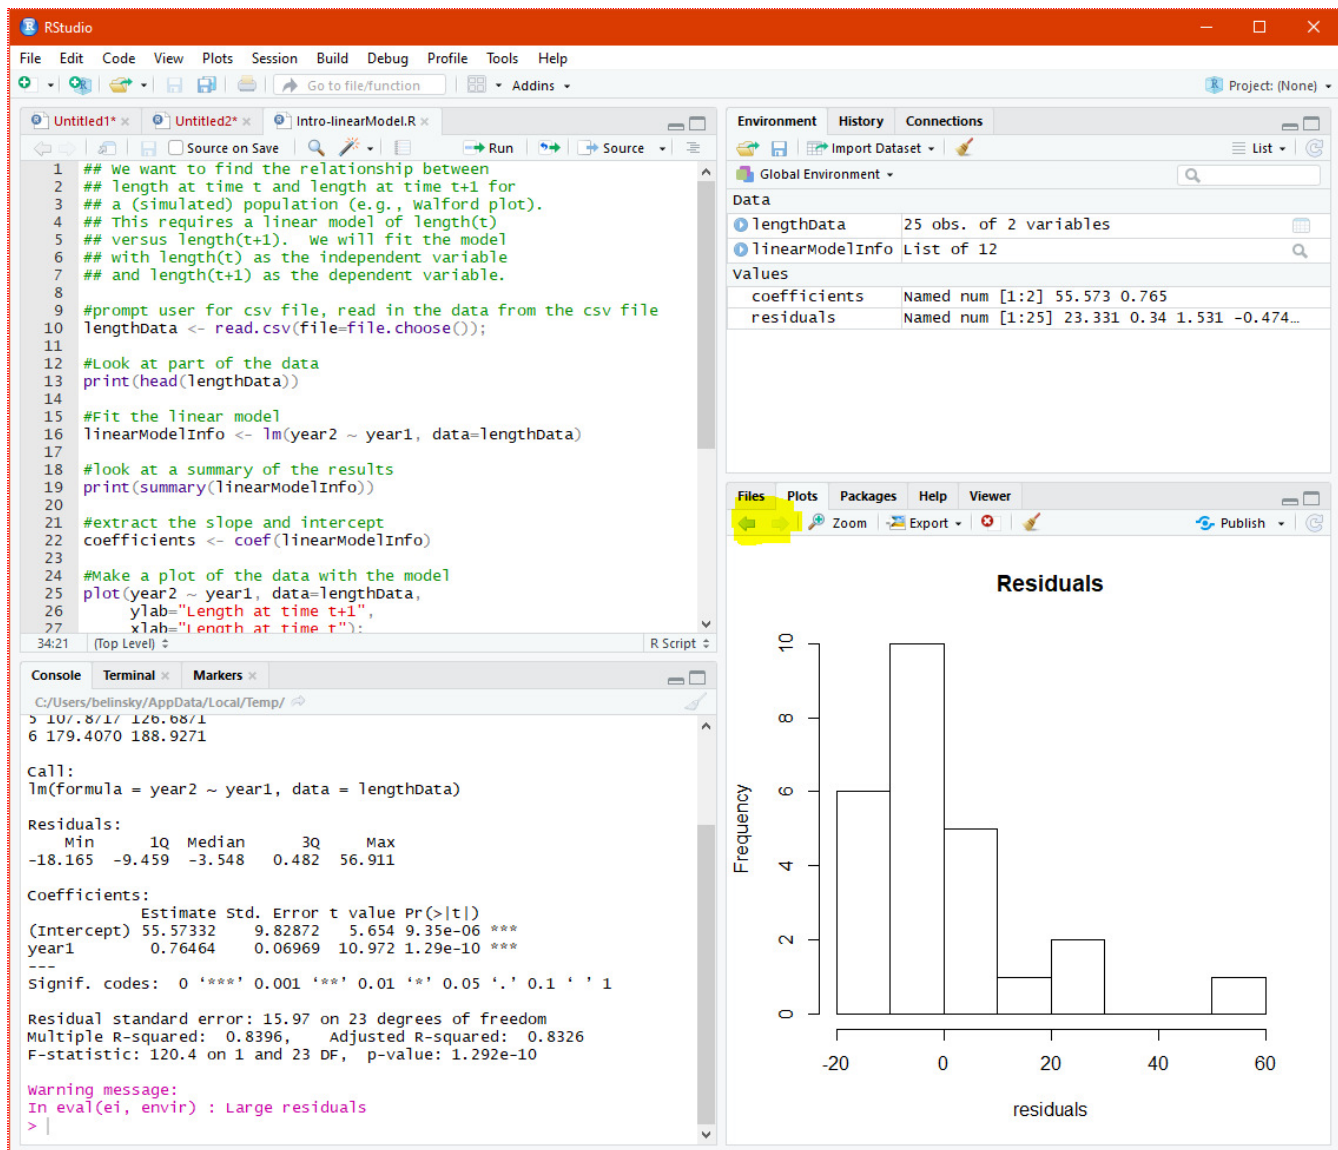 RStudio
File Edit Code View Plots Session Build Debug Profile Tools Help
Go to file/function Addins Project: (None)
Untitled1* Untitled2* Intro-linearModel.R
Source on Save Run Source
1 ## We want to find the relationship between
2 ## length at time t and length at time t+1 for
3 ## a (simulated) population (e.g., Walford plot).
4 ## This requires a linear model of length(t)
5 ## versus length(t+1). We will fit the model
6 ## with length(t) as the independent variable
7 ## and length(t+1) as the dependent variable.
8
9 #prompt user for csv file, read in the data from the csv file
10 lengthData <- read.csv(file=file.choose());
11
12 #Look at part of the data
13 print(head(lengthData))
14
15 #Fit the linear model
16 linearModelInfo <- lm(year2 ~ year1, data=lengthData)
17
18 #look at a summary of the results
19 print(summary(linearModelInfo))
20
21 #extract the slope and intercept
22 coefficients <- coef(linearModelInfo)
23
24 #Make a plot of the data with the model
25 plot(year2 ~ year1, data=lengthData,
26 ylab="Length at time t+1",
27 xlab="Length at time t");
34:21 (Top Level) R Script
Console Terminal Markers
C:/Users/belinsky/AppData/Local/Temp/
5 107.8717 126.6871
6 179.4070 188.9271
Call:
lm(formula = year2 ~ year1, data = lengthData)
Residuals:
Min 1Q Median 3Q Max
-18.165 -9.459 -3.548 0.482 56.911
Coefficients:
Estimate Std. Error t value Pr(>|t|)
(Intercept) 55.57332 9.82872 5.654 9.35e-06 ***
year1 0.76464 0.06969 10.972 1.29e-10 ***
---
Signif. codes: 0 ‘***’ 0.001 ‘**’ 0.01 ‘*’ 0.05 ‘.’ 0.1 ‘ ’ 1
Residual standard error: 15.97 on 23 degrees of freedom
Multiple R-squared: 0.8396, Adjusted R-squared: 0.8326
F-statistic: 120.4 on 1 and 23 DF, p-value: 1.292e-10
Warning message:
In eval(ei, envir) : Large residuals
>
Environment History Connections
Import Dataset List
Global Environment
Data
lengthData 25 obs. of 2 variables
linearModelInfo List of 12
Values
coefficients Named num [1:2] 55.573 0.765
residuals Named num [1:25] 23.331 0.34 1.531 -0.474…
Files Plots Packages Help Viewer
Zoom Export Publish
Residuals
Frequency
10
8
6
4
2
0
-20 0 20 40 60
residuals